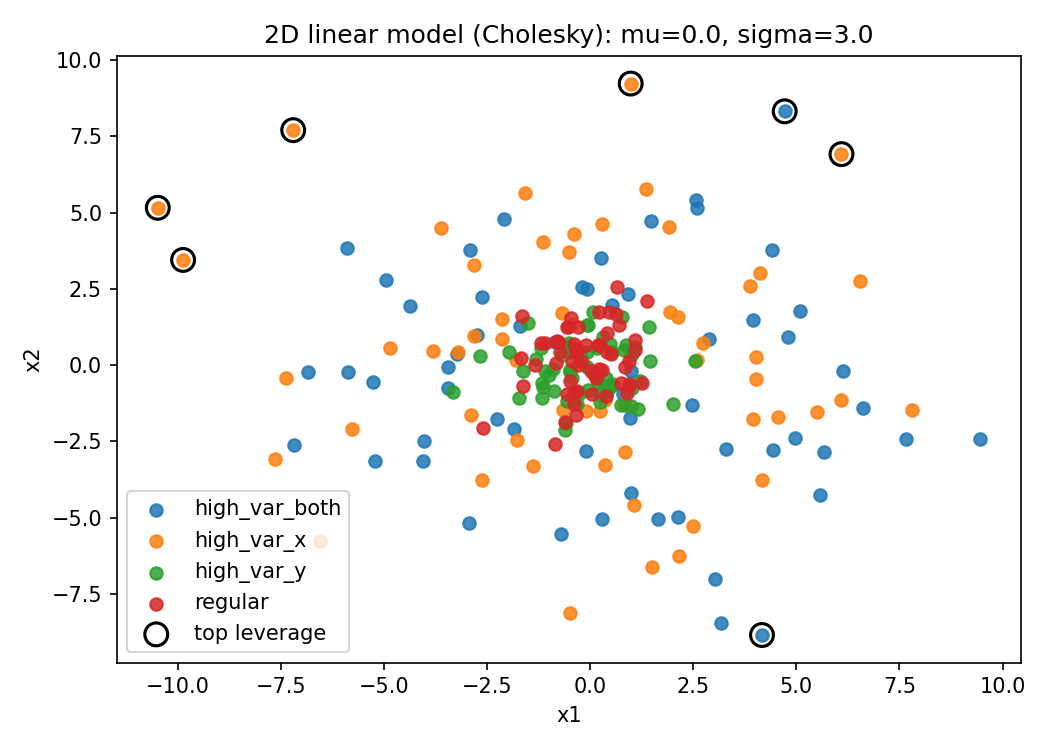 2D linear model (Cholesky): mu=0.0, sigma=3.0
10.0
7.5
5.0
2.5
0.0
−2.5
−5.0
−7.5
x2
high_var_both
high_var_x
high_var_y
regular
top leverage
−10.0 −7.5 −5.0 −2.5 0.0 2.5 5.0 7.5 10.0
x1